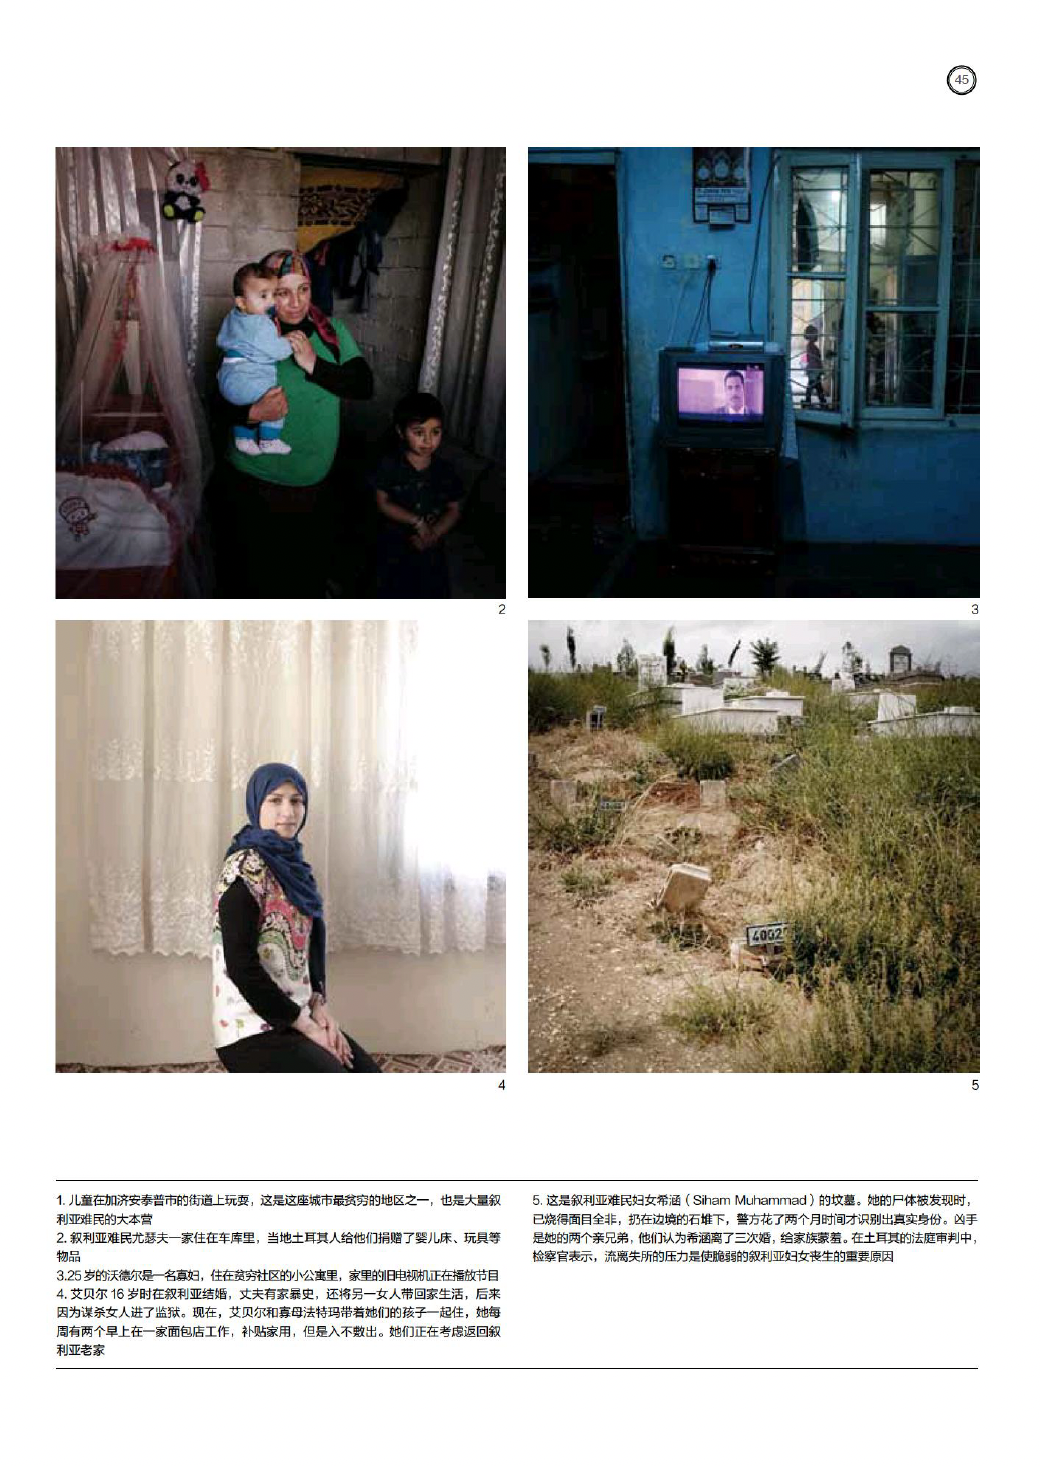 45
2
3
4
4002
5
1. 儿童在加济安泰普市的街道上玩耍，这是这座城市最贫穷的地区之一，也是大量叙
利亚难民的大本营
2. 叙利亚难民尤瑟夫一家住在车库里，当地土耳其人给他们捐赠了婴儿床、玩具等
物品
3.25 岁的沃德尔是一名寡妇，住在贫穷社区的小公寓里，家里的旧电视机正在播放节目
4. 艾贝尔 16 岁时在叙利亚结婚，丈夫有家暴史，还将另一女人带回家生活，后来
因为谋杀女人进了监狱。现在，艾贝尔和寡母法特玛带着她们的孩子一起住，她每
周有两个早上在一家面包店工作，补贴家用，但是入不敷出。她们正在考虑返回叙
利亚老家
5. 这是叙利亚难民妇女希涵（Siham Muhammad）的坟墓。她的尸体被发现时，
已烧得面目全非，扔在边境的石堆下，警方花了两个月时间才识别出真实身份。凶手
是她的两个亲兄弟，他们认为希涵离了三次婚，给家族蒙羞。在土耳其的法庭审判中，
检察官表示，流离失所的压力是使脆弱的叙利亚妇女丧生的重要原因